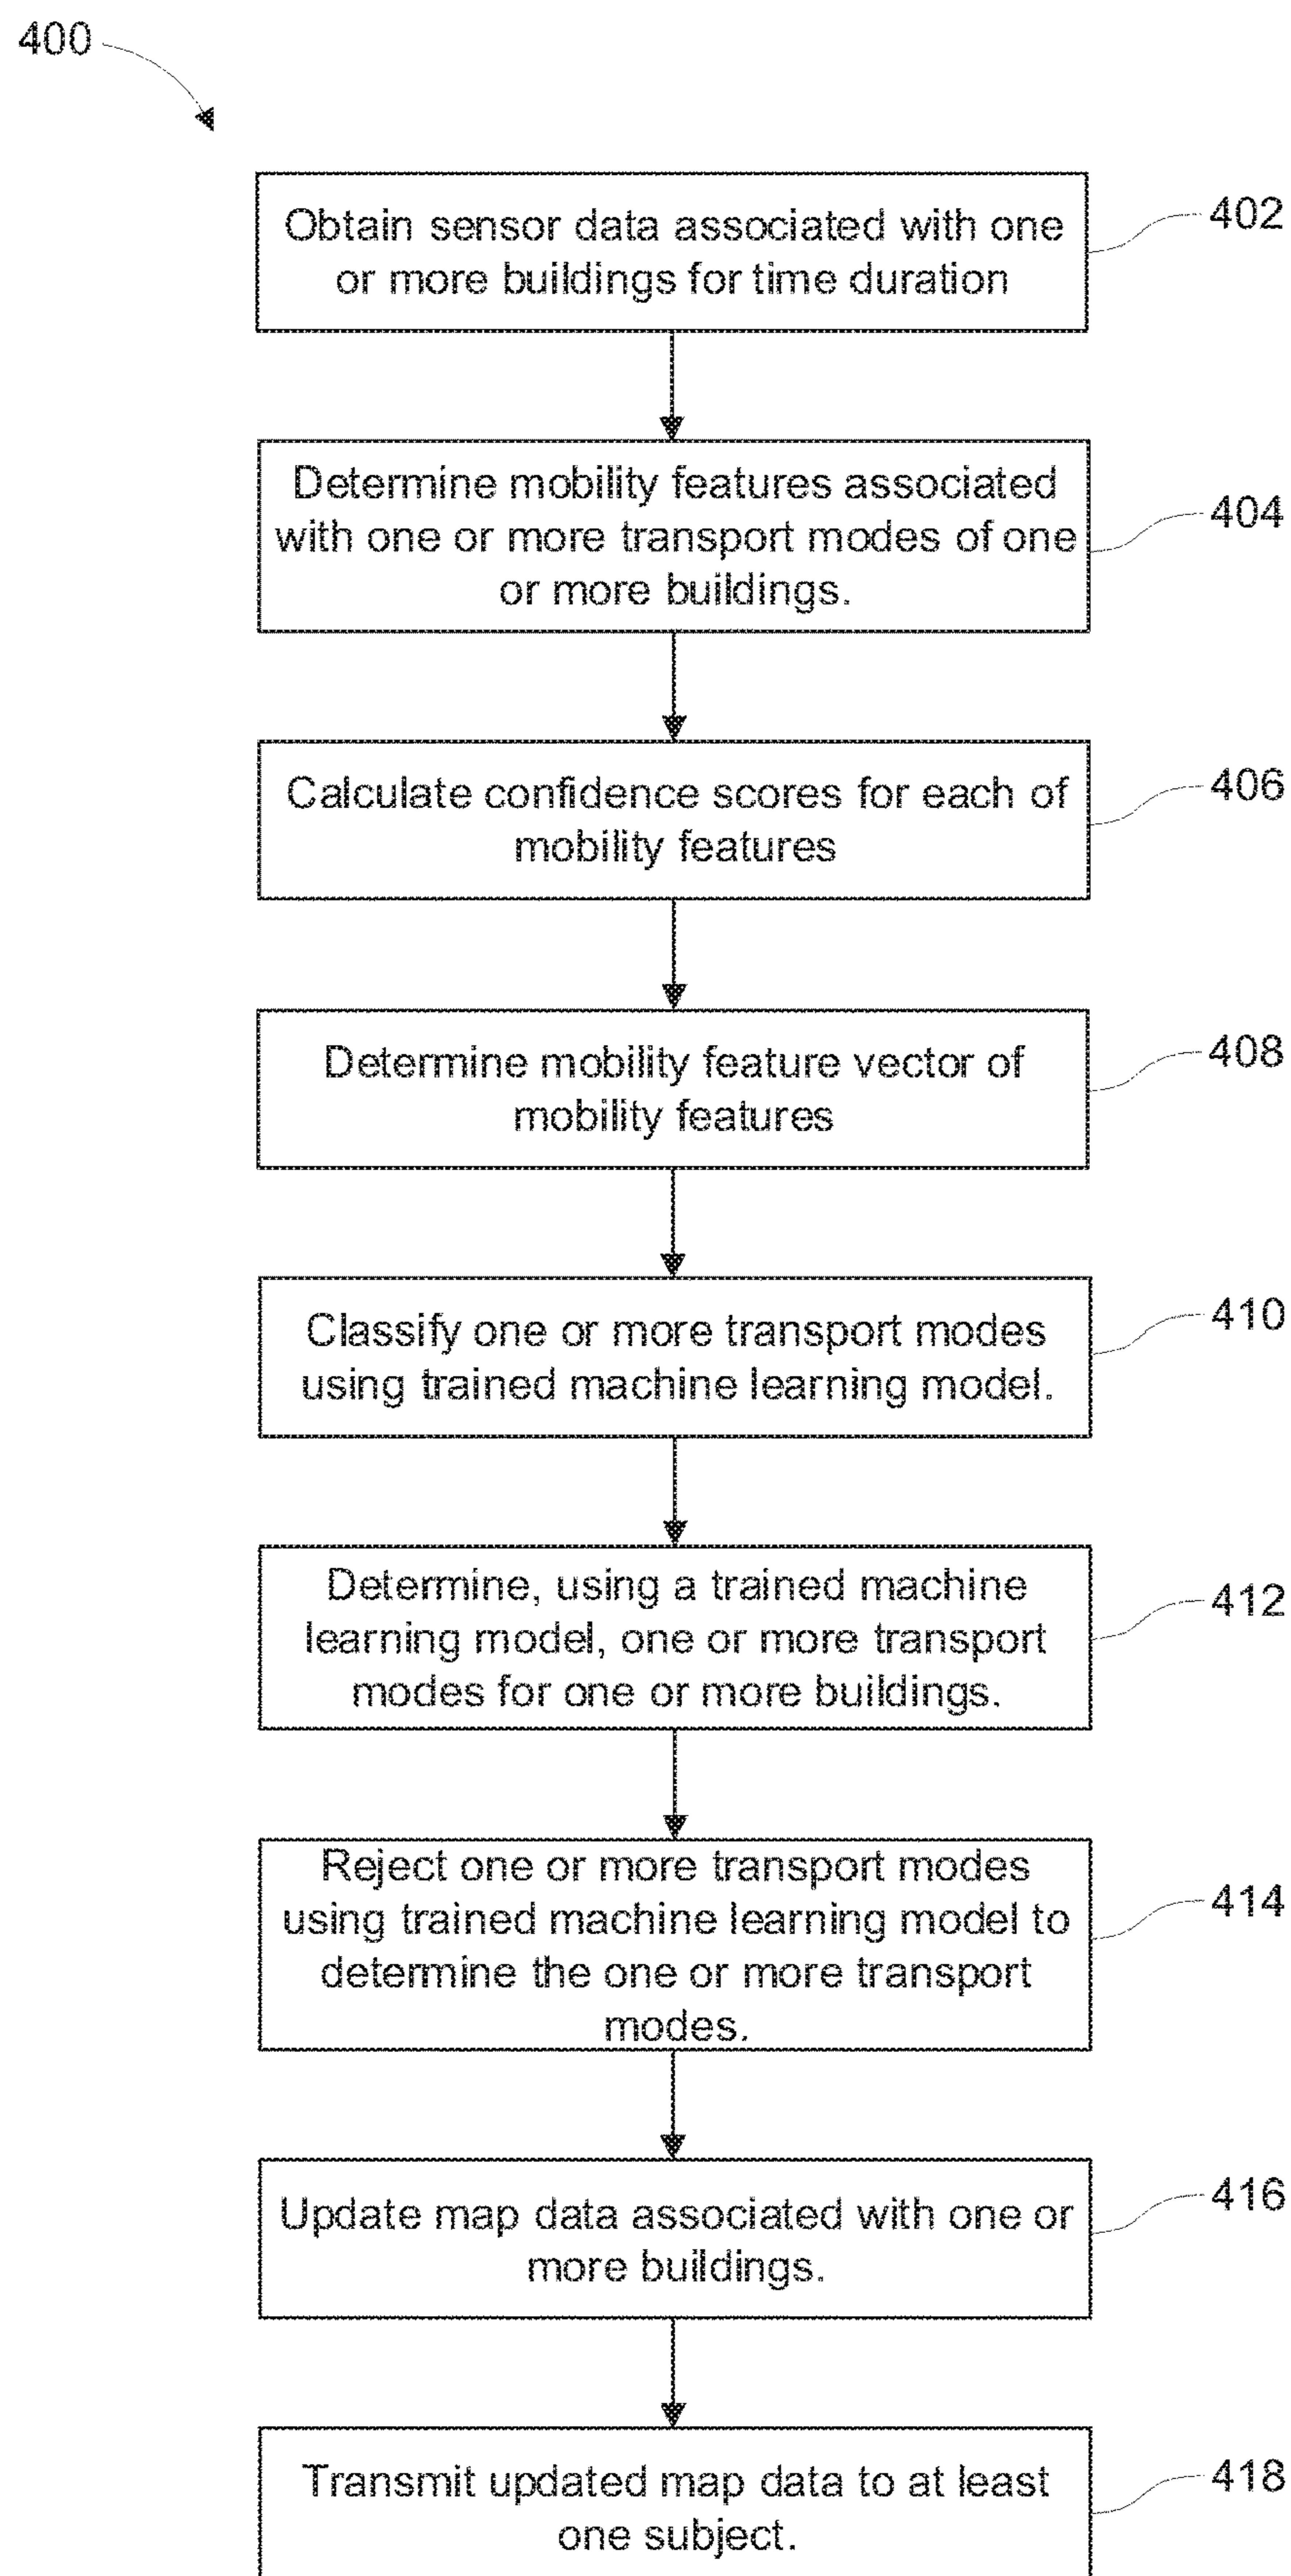 400
Obtain sensor data associated with one
or more buildings for time duration
402
Determine mobility features associated
with one or more transport modes of one
or more buildings.
404
Calculate confidence scores for each of
mobility features
406
Determine mobility feature vector of
mobility features
408
Classify one or more transport modes
using trained machine learning model.
410
Determine, using a trained machine
learning model, one or more transport
modes for one or more buildings.
412
Reject one or more transport modes
using trained machine learning model to
determine the one or more transport
modes.
414
Update map data associated with one or
more buildings.
416
Transmit updated map data to at least
one subject.
418